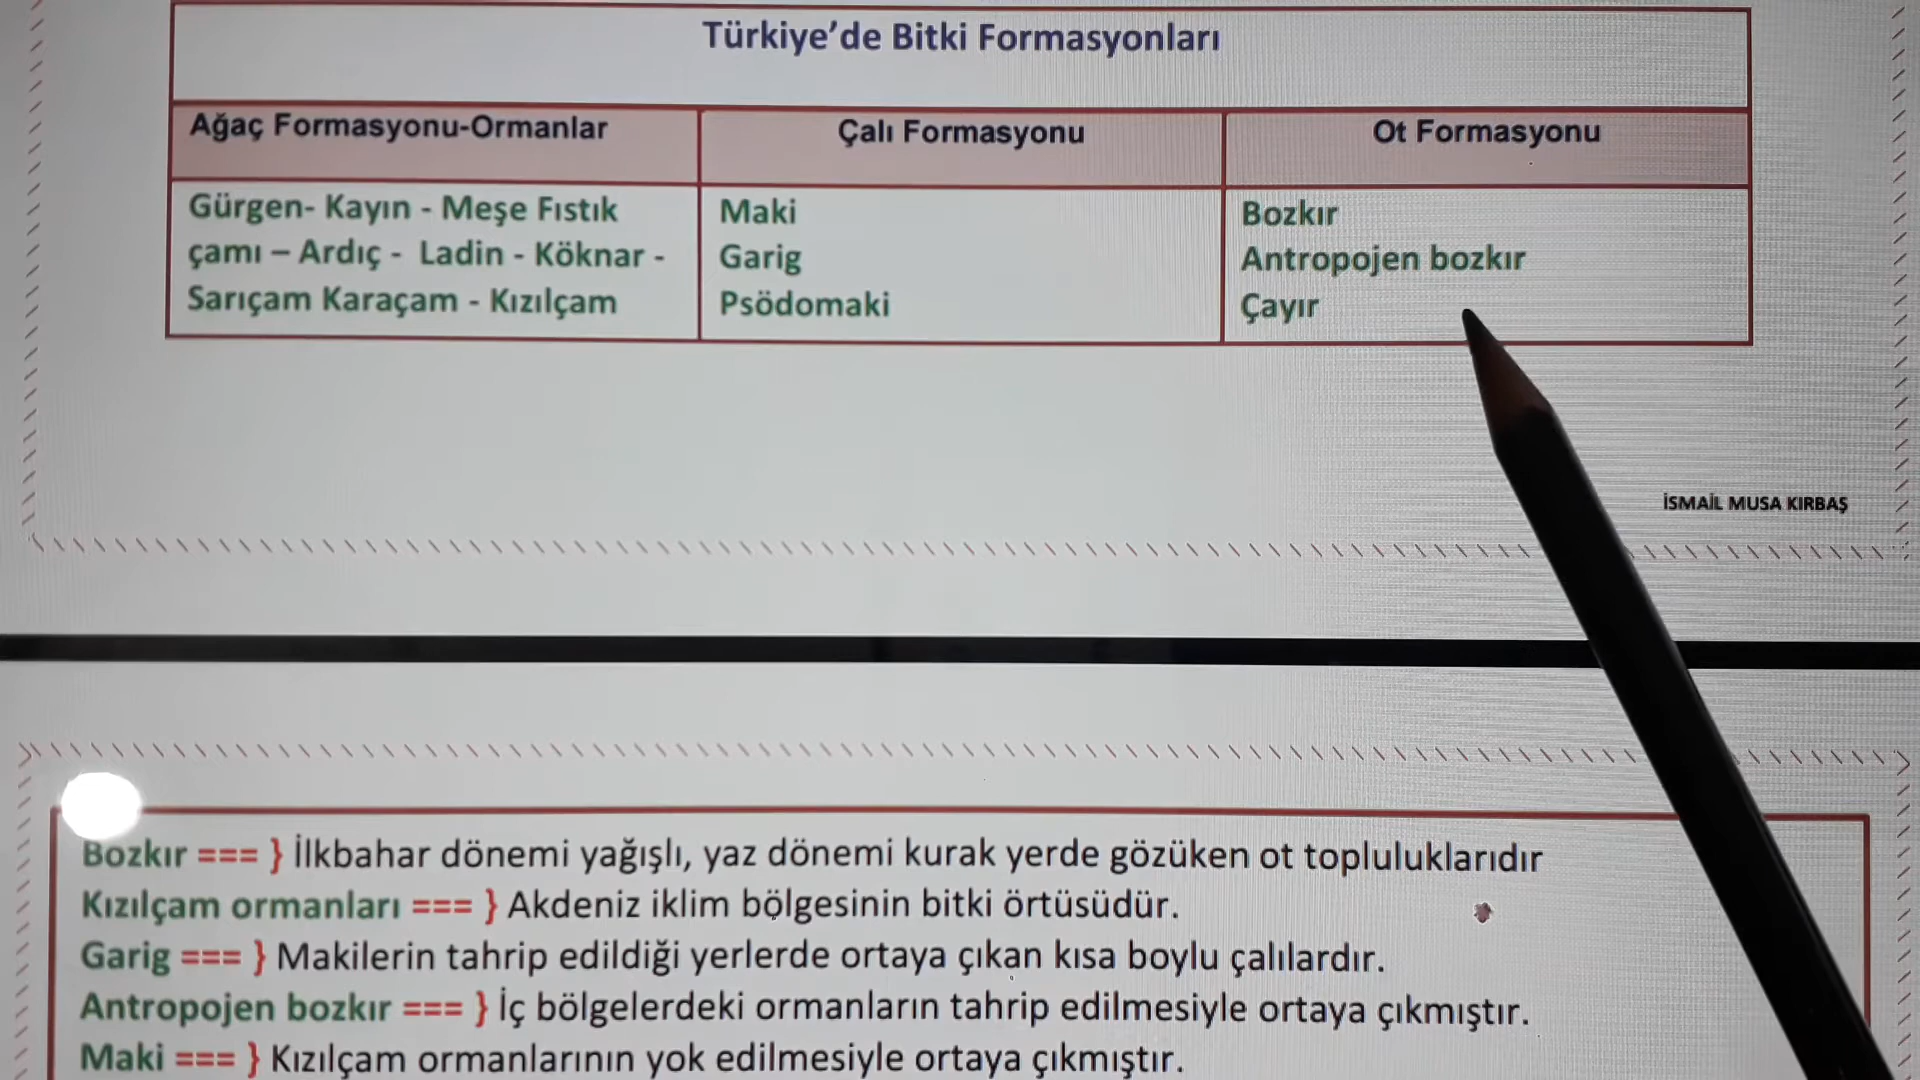 Türkiye'de Bitki Formasyonları
Ağaç Formasyonu-Ormanlar
Çalı Formasyonu
Ot Formasyonu
Gürgen- Kayın - Meşe Fıstık
çamı – Ardıç - Ladin - Köknar -
Sarıçam Karaçam - Kızılçam
Maki
Garig
Psödomaki
Bozkır
Antropojen bozkır
Çayır
İSMAİL MUSA KIRBAŞ
Bozkır === } İlkbahar dönemi yağışlı, yaz dönemi kurak yerde gözüken ot topluluklarıdır
Kızılçam ormanları === } Akdeniz iklim bölgesinin bitki örtüsüdür.
Garig === } Makilerin tahrip edildiği yerlerde ortaya çıkan kısa boylu çalılardır.
Antropojen bozkır === } İç bölgelerdeki ormanların tahrip edilmesiyle ortaya çıkmıştır.
Maki === } Kızılçam ormanlarının yok edilmesiyle ortaya çıkmıştır.